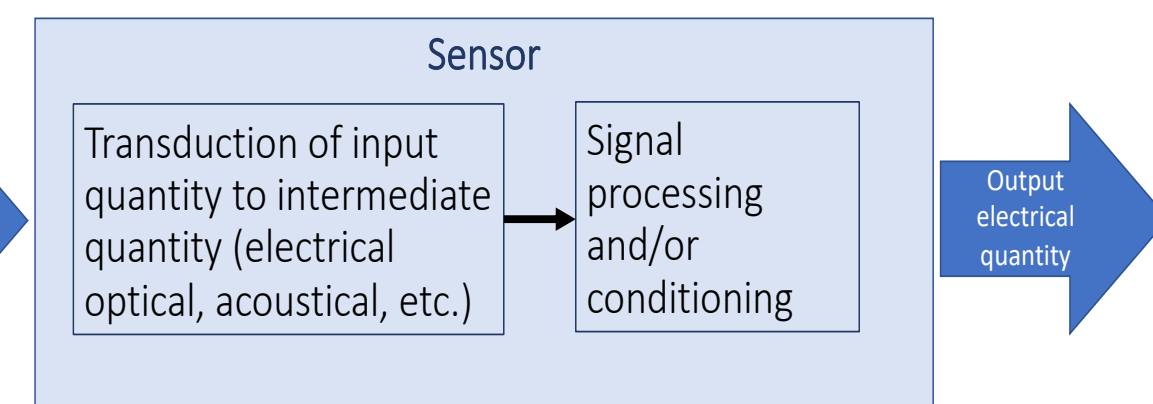 Sensor
Transduction of input
quantity to intermediate
quantity (electrical
optical, acoustical, etc.)
Signal
processing
and/or
conditioning
Output
electrical
quantity